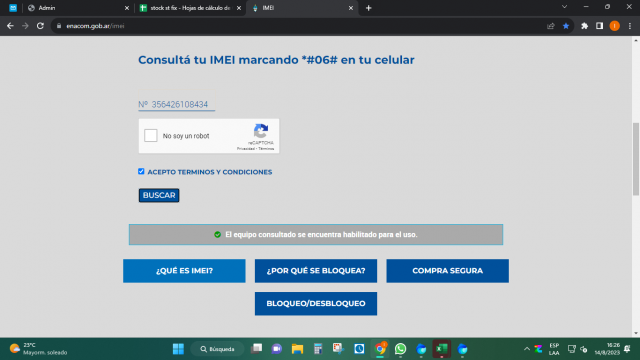 Admin
stock st fix - Hojas de cálculo de
IMEI
enacom.gob.ar/imei
Consultá tu IMEI marcando *#06# en tu celular
Nº 356426108434
No soy un robot
reCAPTCHA
Privacidad - Términos
ACEPTO TERMINOS Y CONDICIONES
BUSCAR
El equipo consultado se encuentra habilitado para el uso.
¿QUÉ ES IMEI?
¿POR QUÉ SE BLOQUEA?
COMPRA SEGURA
BLOQUEO/DESBLOQUEO
23°C
Mayorm. soleado
Búsqueda
ESP
LAA
16:26
14/8/2023